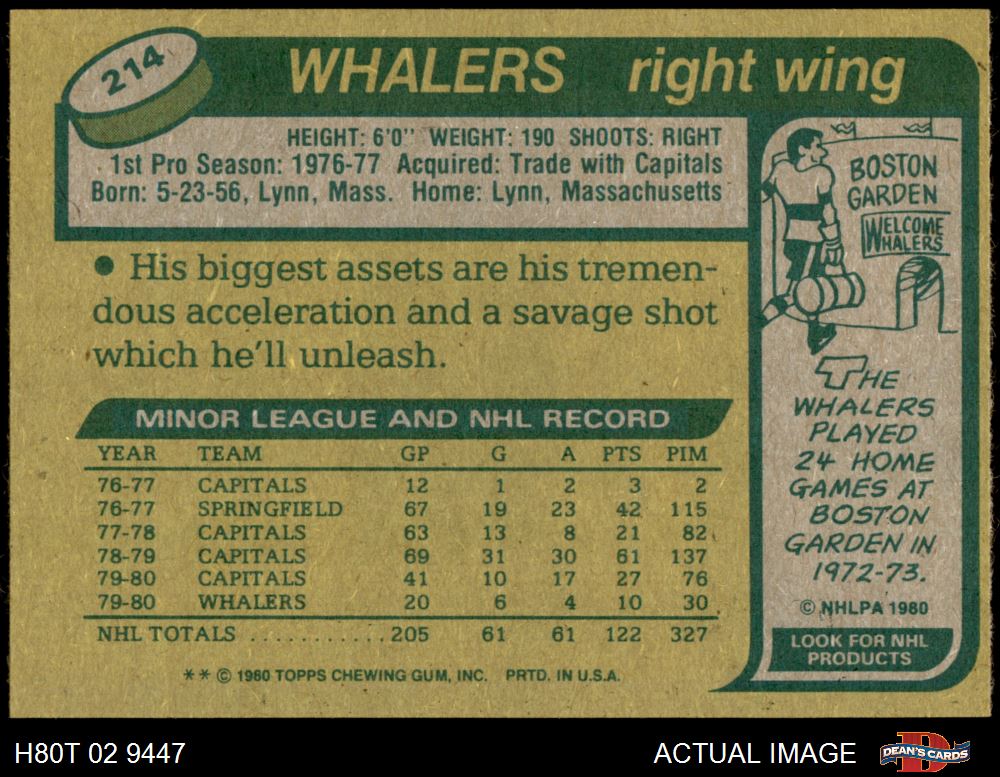 214
WHALERS right wing
HEIGHT: 6'0" WEIGHT: 190 SHOOTS: RIGHT
1st Pro Season: 1976-77 Acquired: Trade with Capitals
Born: 5-23-56, Lynn, Mass. Home: Lynn, Massachusetts
• His biggest assets are his tremen-
dous acceleration and a savage shot
which he'll unleash.
MINOR LEAGUE AND NHL RECORD
YEAR TEAM GP G A PTS PIM
76-77 CAPITALS 12 1 2 3 2
76-77 SPRINGFIELD 67 19 23 42 115
77-78 CAPITALS 63 13 8 21 82
78-79 CAPITALS 69 31 30 61 137
79-80 CAPITALS 41 10 17 27 76
79-80 WHALERS 20 6 4 10 30
NHL TOTALS ............205 61 61 122 327
** © 1980 TOPPS CHEWING GUM, INC. PRTD. IN U.S.A.
BOSTON
GARDEN
WELCOME
WHALERS
THE
WHALERS
PLAYED
24 HOME
GAMES AT
BOSTON
GARDEN IN
1972-73.
© NHLPA 1980
LOOK FOR NHL
PRODUCTS
H80T 02 9447
ACTUAL IMAGE
DEAN'S CARDS